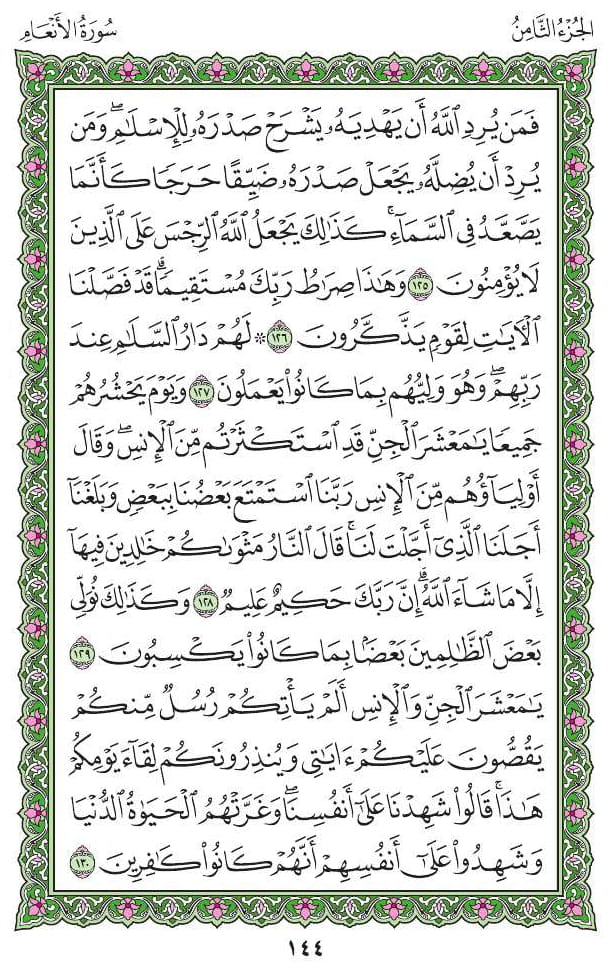 الجُزْءُ الثَّامِنُ
سُورَةُ الأَنْعَامِ
فَمَن يُرِدِ ٱللَّهُ أَن يَهْدِيَهُۥ يَشْرَحْ صَدْرَهُۥ لِلْإِسْلَٰمِۖ وَمَن
يُرِدْ أَن يُضِلَّهُۥ يَجْعَلْ صَدْرَهُۥ ضَيِّقًا حَرَجًا كَأَنَّمَا
يَصَّعَّدُ فِى ٱلسَّمَآءِۚ كَذَٰلِكَ يَجْعَلُ ٱللَّهُ ٱلرِّجْسَ عَلَى ٱلَّذِينَ
لَا يُؤْمِنُونَ ١٢٥ وَهَٰذَا صِرَٰطُ رَبِّكَ مُسْتَقِيمًاۗ قَدْ فَصَّلْنَا
ٱلْءَايَٰتِ لِقَوْمٍ يَذَّكَّرُونَ ١٢٦ ۞ لَهُمْ دَارُ ٱلسَّلَٰمِ عِندَ
رَبِّهِمْۖ وَهُوَ وَلِيُّهُم بِمَا كَانُوا۟ يَعْمَلُونَ ١٢٧ وَيَوْمَ يَحْشُرُهُمْ
جَمِيعًا يَٰمَعْشَرَ ٱلْجِنِّ قَدِ ٱسْتَكْثَرْتُم مِّنَ ٱلْإِنسِۖ وَقَالَ
أَوْلِيَآؤُهُم مِّنَ ٱلْإِنسِ رَبَّنَا ٱسْتَمْتَعَ بَعْضُنَا بِبَعْضٍ وَبَلَغْنَآ
أَجَلَنَا ٱلَّذِىٓ أَجَّلْتَ لَنَاۚ قَالَ ٱلنَّارُ مَثْوَىٰكُمْ خَٰلِدِينَ فِيهَآ
إِلَّا مَا شَآءَ ٱللَّهُۗ إِنَّ رَبَّكَ حَكِيمٌ عَلِيمٌ ١٢٨ وَكَذَٰلِكَ نُوَلِّى
بَعْضَ ٱلظَّٰلِمِينَ بَعْضًۢا بِمَا كَانُوا۟ يَكْسِبُونَ ١٢٩
يَٰمَعْشَرَ ٱلْجِنِّ وَٱلْإِنسِ أَلَمْ يَأْتِكُمْ رُسُلٌ مِّنكُمْ
يَقُصُّونَ عَلَيْكُمْ ءَايَٰتِى وَيُنذِرُونَكُمْ لِقَآءَ يَوْمِكُمْ
هَٰذَاۚ قَالُوا۟ شَهِدْنَا عَلَىٰٓ أَنفُسِنَاۖ وَغَرَّتْهُمُ ٱلْحَيَوٰةُ ٱلدُّنْيَا
وَشَهِدُوا۟ عَلَىٰٓ أَنفُسِهِمْ أَنَّهُمْ كَانُوا۟ كَٰفِرِينَ ١٣٠
١٤٤